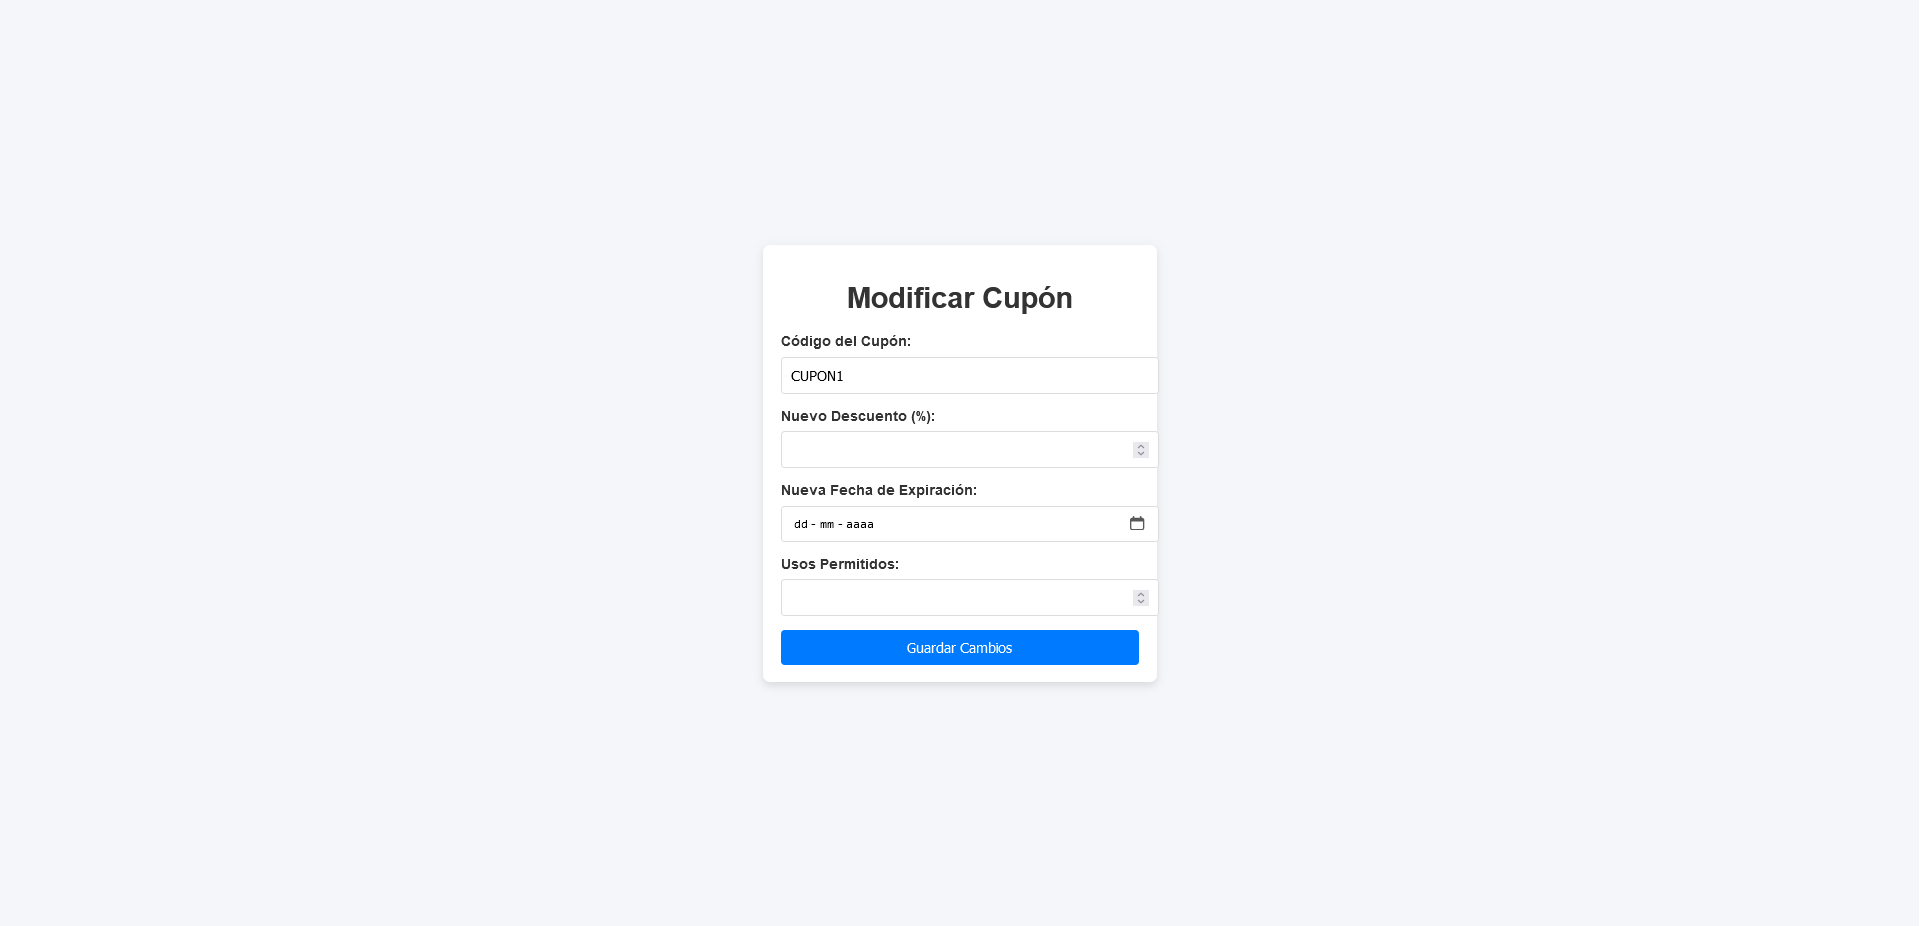 Modificar Cupón
Código del Cupón:
CUPON1
Nuevo Descuento (%):
Nueva Fecha de Expiración:
dd - mm - aaaa
Usos Permitidos:
Guardar Cambios